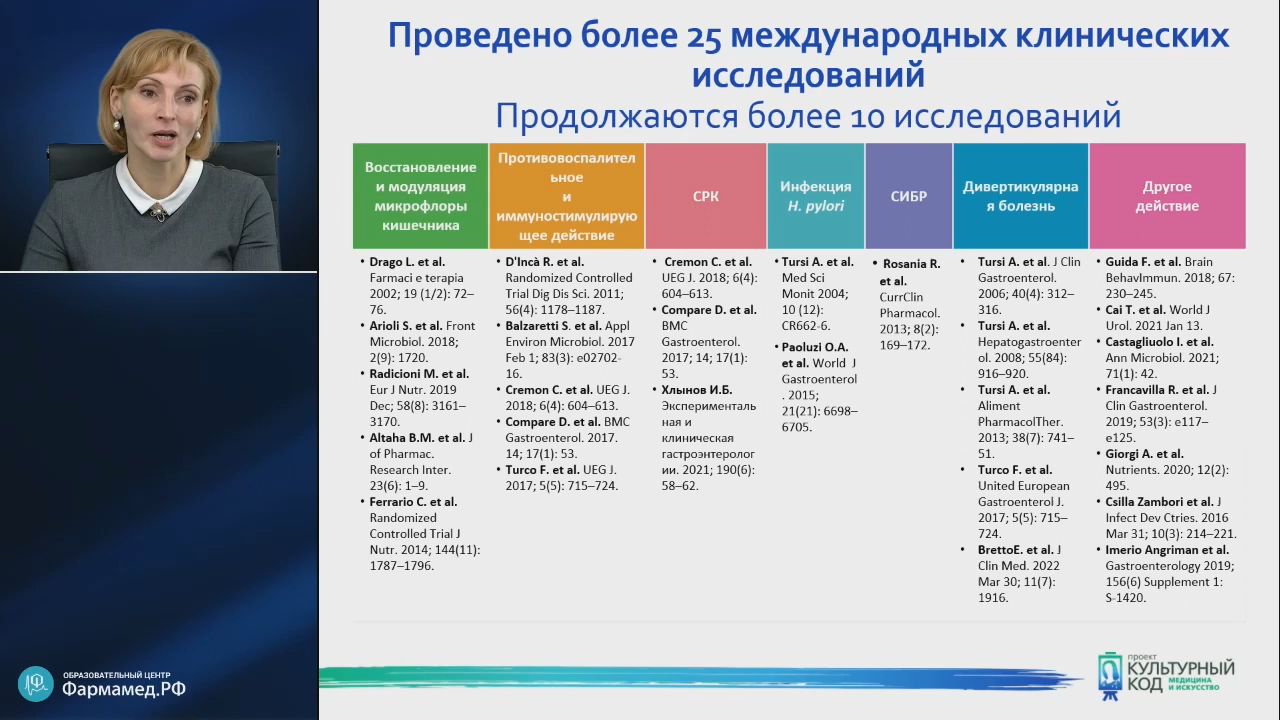 Проведено более 25 международных клинических
исследований
Продолжаются более 10 исследований
Восстановление
и модуляция
микрофлоры
кишечника
Противовоспалител
ьное
и
иммуностимулирую
щее действие
СРК
Инфекция
H. pylori
СИБР
Дивертикулярна
я болезнь
Другое
действие
• Drago L. et al.
Farmaci e terapia
2002; 19 (1/2): 72–
76.
• Arioli S. et al. Front
Microbiol. 2018;
2(9): 1720.
• Radicioni M. et al.
Eur J Nutr. 2019
Dec; 58(8): 3161–
3170.
• Altaha B.M. et al. J
of Pharmac.
Research Inter.
23(6): 1–9.
• Ferrario C. et al.
Randomized
Controlled Trial J
Nutr. 2014; 144(11):
1787–1796.
• D'Incà R. et al.
Randomized Controlled
Trial Dig Dis Sci. 2011;
56(4): 1178–1187.
• Balzaretti S. et al. Appl
Environ Microbiol. 2017
Feb 1; 83(3): e02702-
16.
• Cremon C. et al. UEG J.
2018; 6(4): 604–613.
• Compare D. et al. BMC
Gastroenterol. 2017.
14; 17(1): 53.
• Turco F. et al. UEG J.
2017; 5(5): 715–724.
• Cremon C. et al.
UEG J. 2018; 6(4):
604–613.
• Compare D. et al.
BMC
Gastroenterol.
2017; 14; 17(1):
53.
• Хлынов И.Б.
Эксперименталь
ная и
клиническая
гастроэнтеролог
ии. 2021; 190(6):
58–62.
• Tursi A. et al.
Med Sci
Monit 2004;
10 (12):
CR662-6.
• Paoluzi O.A.
et al. World J
Gastroenterol
. 2015;
21(21): 6698–
6705.
• Rosania R.
et al.
CurrClin
Pharmacol.
2013; 8(2):
169–172.
• Tursi A. et al. J Clin
Gastroenterol.
2006; 40(4): 312–
316.
• Tursi A. et al.
Hepatogastroenter
ol. 2008; 55(84):
916–920.
• Tursi A. et al.
Aliment
PharmacolTher.
2013; 38(7): 741–
51.
• Turco F. et al.
United European
Gastroenterol J.
2017; 5(5): 715–
724.
• BrettoE. et al. J
Clin Med. 2022
Mar 30; 11(7):
1916.
• Guida F. et al. Brain
BehavImmun. 2018; 67:
230–245.
• Cai T. et al. World J
Urol. 2021 Jan 13.
• Castagliuolo I. et al.
Ann Microbiol. 2021;
71(1): 42.
• Francavilla R. et al. J
Clin Gastroenterol.
2019; 53(3): e117–
e125.
• Giorgi A. et al.
Nutrients. 2020; 12(2):
495.
• Csilla Zambori et al. J
Infect Dev Ctries. 2016
Mar 31; 10(3): 214–221.
• Imerio Angriman et al.
Gastroenterology 2019;
156(6) Supplement 1:
S-1420.
ОБРАЗОВАТЕЛЬНЫЙ ЦЕНТР
Фармамед.РФ
проект
КУЛЬТУРНЫЙ
КОД МЕДИЦИНА
И ИСКУССТВО